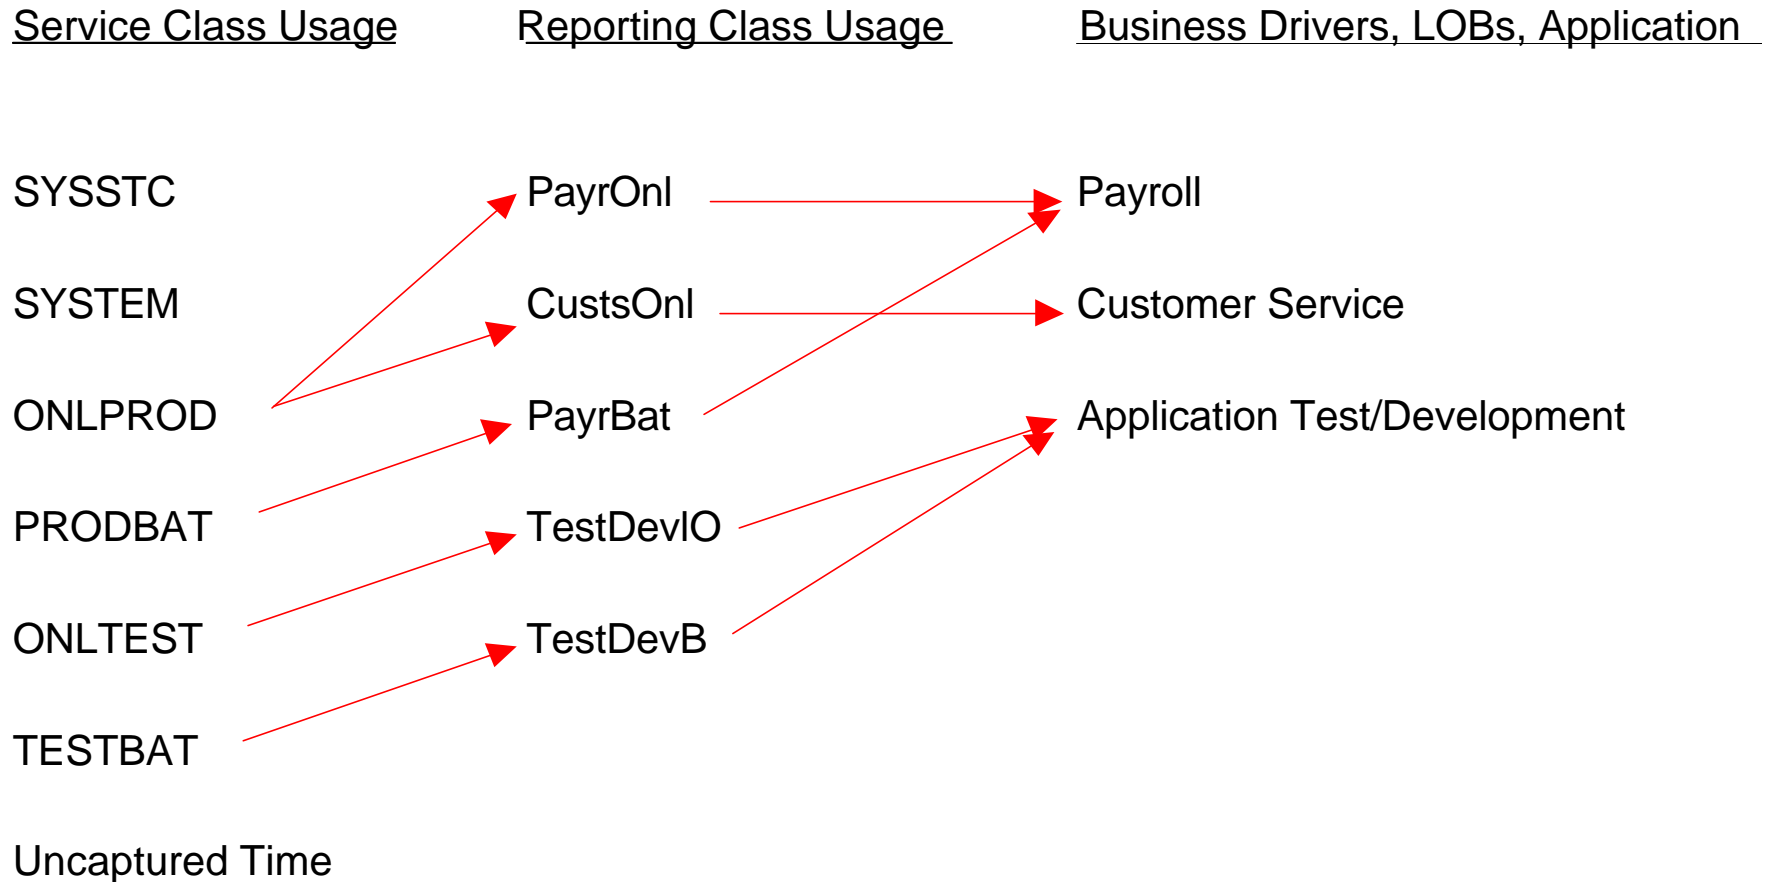 Service Class Usage Reporting Class Usage Business Drivers, LOBs, Application
SYSSTC PayrOnl Payroll
SYSTEM CustsOnl Customer Service
ONLPROD PayrBat Application Test/Development
PRODBAT TestDevlO
ONLTEST TestDevB
TESTBAT
Uncaptured Time